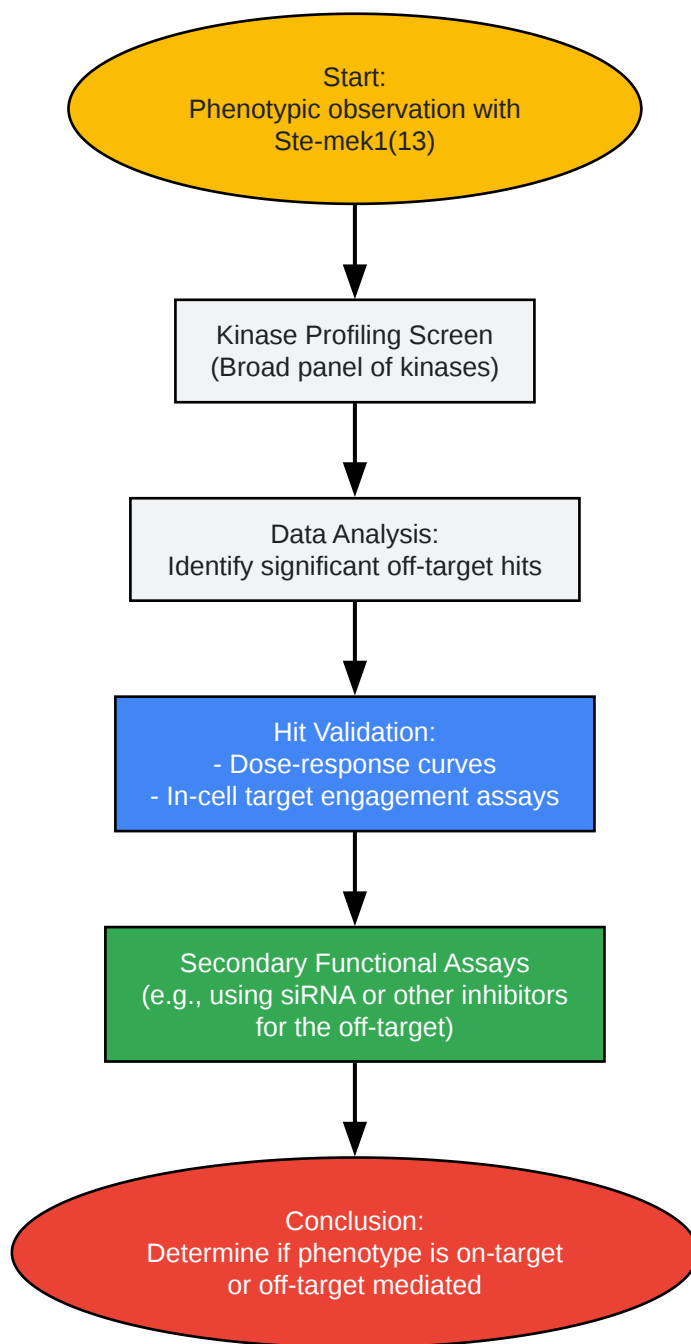 Start:
Phenotypic observation with
Ste-mek1(13)
Kinase Profiling Screen
(Broad panel of kinases)
Data Analysis:
Identify significant off-target hits
Hit Validation:
- Dose-response curves
- In-cell target engagement assays
Secondary Functional Assays
(e.g., using siRNA or other inhibitors
for the off-target)
Conclusion:
Determine if phenotype is on-target
or off-target mediated